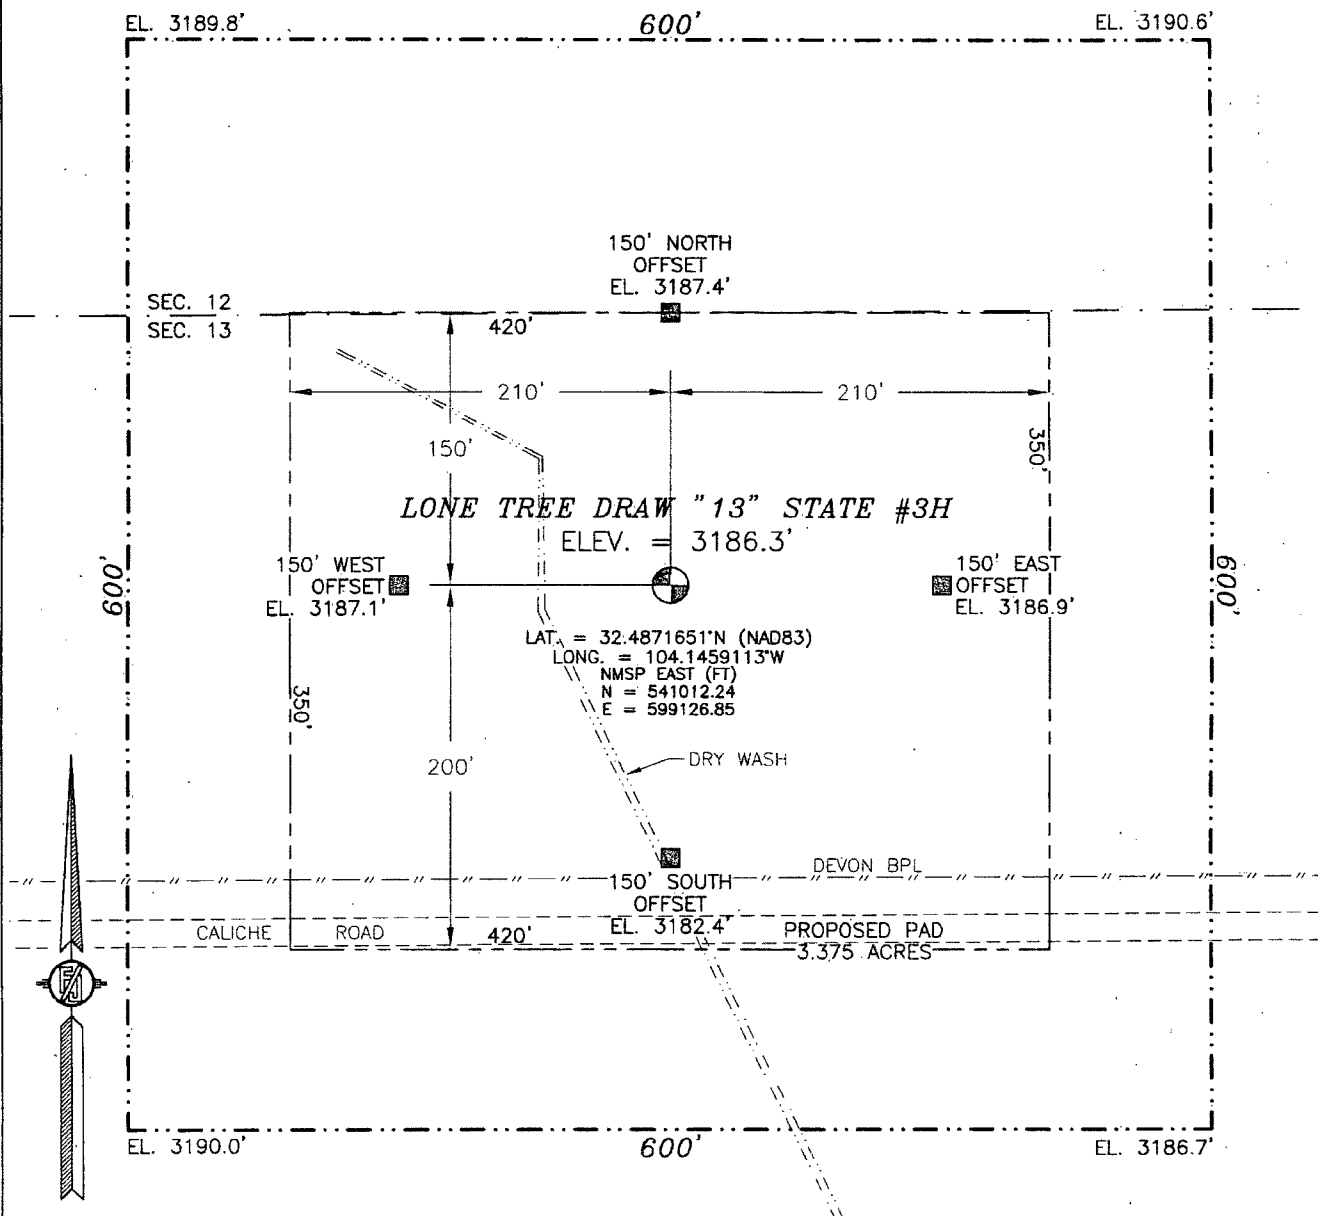 EL. 3189.8'
600'
EL. 3190.6'
150' NORTH
OFFSET
EL. 3187.4'
SEC. 12
SEC. 13
420'
210'
210'
150'
350'
LONE TREE DRAW "13" STATE #3H
ELEV. = 3186.3'
150' WEST
OFFSET
EL. 3187.1'
150' EAST
OFFSET
EL. 3186.9'
600'
600'
LAT. = 32.4871651°N (NAD83)
LONG. = 104.1459113°W
NMSP EAST (FT)
N = 541012.24
E = 599126.85
350'
200'
DRY WASH
DEVON BPL
150' SOUTH
OFFSET
EL. 3182.4'
CALICHE ROAD
420'
PROPOSED PAD
3.375 ACRES
EL. 3190.0'
600'
EL. 3186.7'